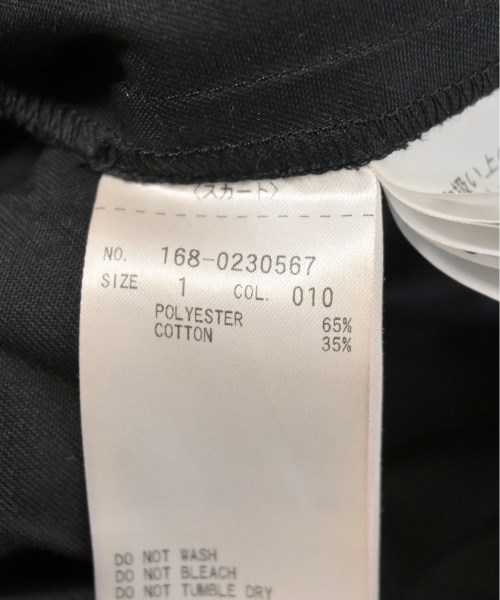 〈スカート〉
NO. 168-0230567
SIZE 1 COL. 010
POLYESTER 65%
COTTON 35%
DO NOT WASH
DO NOT BLEACH
DO NOT TUMBLE DRY